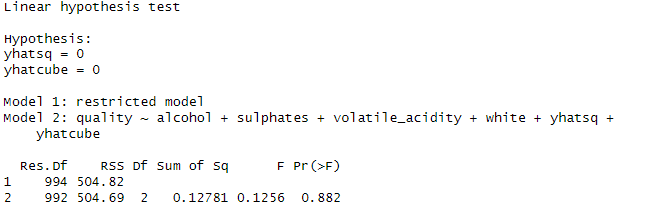 Linear hypothesis test
Hypothesis:
yhatsq = 0
yhatcube = 0
Model 1: restricted model
Model 2: quality ~ alcohol + sulphates + volatile_acidity + white + yhatsq +
yhatcube
Res.Df RSS Df Sum of Sq F Pr(>F)
1 994 504.82
2 992 504.69 2 0.12781 0.1256 0.882